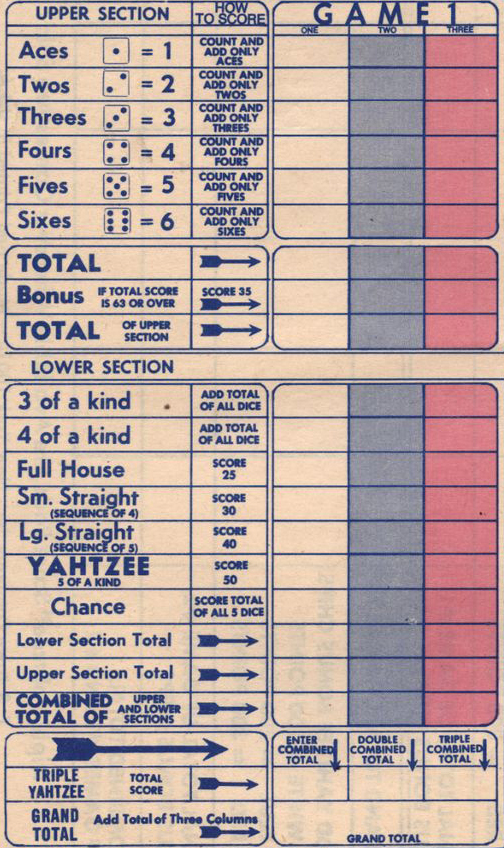 UPPER SECTION
HOW
TO SCORE
GAME 1
ONE
TWO
THREE
Aces = 1
COUNT AND
ADD ONLY
ACES
Twos = 2
COUNT AND
ADD ONLY
TWOS
Threes = 3
COUNT AND
ADD ONLY
THREES
Fours = 4
COUNT AND
ADD ONLY
FOURS
Fives = 5
COUNT AND
ADD ONLY
FIVES
Sixes = 6
COUNT AND
ADD ONLY
SIXES
TOTAL
Bonus
IF TOTAL SCORE
IS 63 OR OVER
SCORE 35
TOTAL
OF UPPER
SECTION
LOWER SECTION
3 of a kind
ADD TOTAL
OF ALL DICE
4 of a kind
ADD TOTAL
OF ALL DICE
Full House
SCORE
25
Sm. Straight
(SEQUENCE OF 4)
SCORE
30
Lg. Straight
(SEQUENCE OF 5)
SCORE
40
YAHTZEE
5 OF A KIND
SCORE
50
Chance
SCORE TOTAL
OF ALL 5 DICE
Lower Section Total
Upper Section Total
COMBINED
TOTAL OF
UPPER
AND LOWER
SECTIONS
ENTER
COMBINED
TOTAL
DOUBLE
COMBINED
TOTAL
TRIPLE
COMBINED
TOTAL
TRIPLE
YAHTZEE
TOTAL
SCORE
GRAND
TOTAL
Add Total of Three Columns
GRAND TOTAL